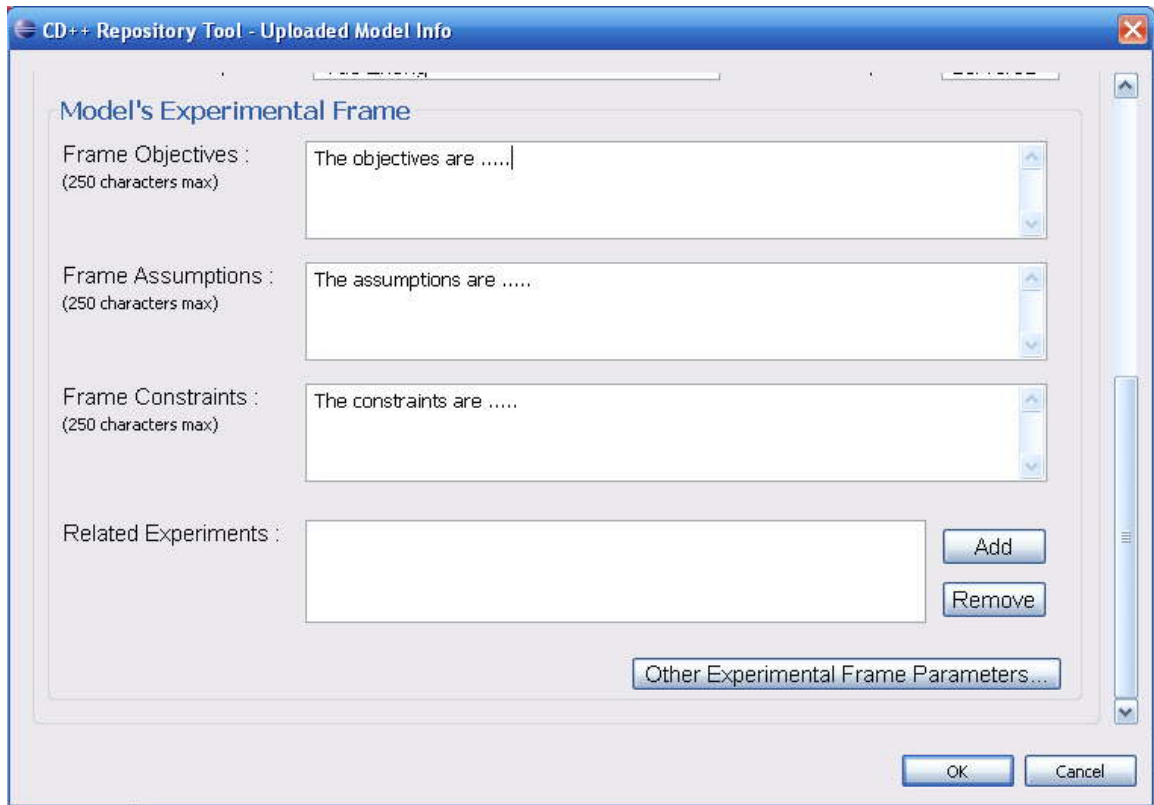 CD++ Repository Tool - Uploaded Model Info
Model's Experimental Frame
Frame Objectives :
(250 characters max)
The objectives are .....
Frame Assumptions :
(250 characters max)
The assumptions are .....
Frame Constraints :
(250 characters max)
The constraints are .....
Related Experiments :
Add
Remove
Other Experimental Frame Parameters...
OK
Cancel